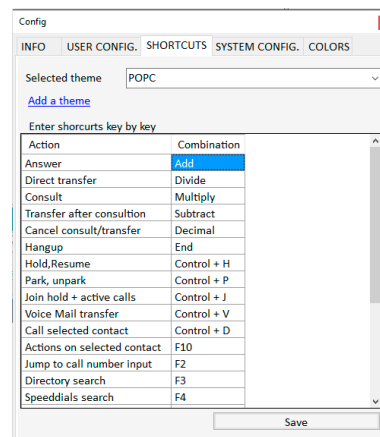 Config
INFO USER CONFIG. SHORTCUTS SYSTEM CONFIG. COLORS
Selected theme POPC
Add a theme
Enter shorcurts key by key
Action Combination
Answer Add
Direct transfer Divide
Consult Multiply
Transfer after consultion Subtract
Cancel consult/transfer Decimal
Hangup End
Hold,Resume Control + H
Park, unpark Control + P
Join hold + active calls Control + J
Voice Mail transfer Control + V
Call selected contact Control + D
Actions on selected contact F10
Jump to call number input F2
Directory search F3
Speeddials search F4
Save